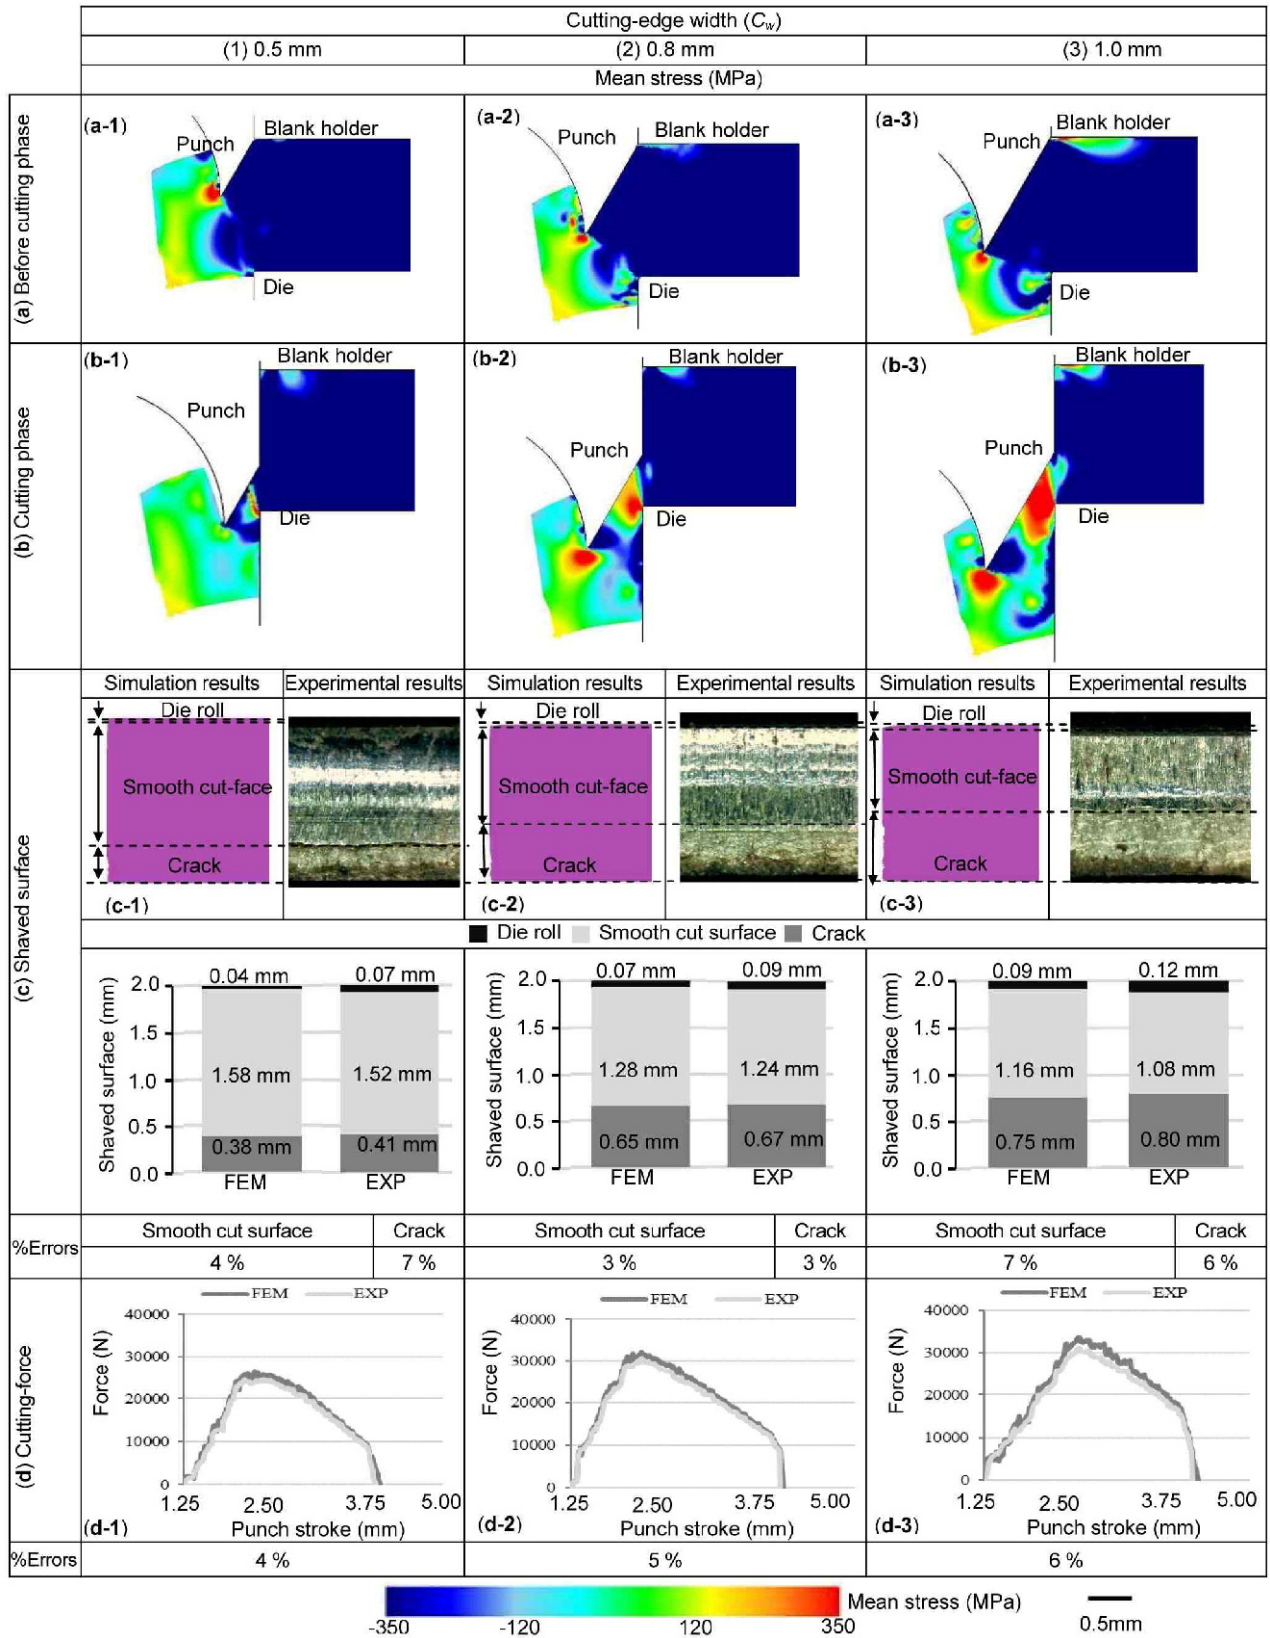 Cutting-edge width (Cw)
(1) 0.5 mm (2) 0.8 mm (3) 1.0 mm
Mean stress (MPa)
(a) Before cutting phase
(a-1) Punch Blank holder Die
(a-2) Punch Blank holder Die
(a-3) Punch Blank holder Die
(b) Cutting phase
(b-1) Blank holder Punch Die
(b-2) Blank holder Punch Die
(b-3) Blank holder Punch Die
(c) Shaved surface
Simulation results Experimental results Simulation results Experimental results Simulation results Experimental results
Die roll Die roll Die roll
Smooth cut-face Smooth cut-face Smooth cut-face
Crack Crack Crack
(c-1) (c-2) (c-3)
Die roll Smooth cut surface Crack
Shaved surface (mm)
2.0
1.5
1.0
0.5
0.0
0.04 mm 0.07 mm
1.58 mm 1.52 mm
0.38 mm 0.41 mm
FEM EXP
Shaved surface (mm)
2.0
1.5
1.0
0.5
0.0
0.07 mm 0.09 mm
1.28 mm 1.24 mm
0.65 mm 0.67 mm
FEM EXP
Shaved surface (mm)
2.0
1.5
1.0
0.5
0.0
0.09 mm 0.12 mm
1.16 mm 1.08 mm
0.75 mm 0.80 mm
FEM EXP
%Errors
Smooth cut surface Crack Smooth cut surface Crack Smooth cut surface Crack
4 % 7 % 3 % 3 % 7 % 6 %
(d) Cutting-force
FEM EXP
Force (N)
40000
30000
20000
10000
0
1.25 2.50 3.75 5.00
(d-1) Punch stroke (mm)
FEM EXP
Force (N)
40000
30000
20000
10000
0
1.25 2.50 3.75 5.00
(d-2) Punch stroke (mm)
FEM EXP
Force (N)
40000
30000
20000
10000
0
1.25 2.50 3.75 5.00
(d-3) Punch stroke (mm)
%Errors 4 % 5 % 6 %
Mean stress (MPa)
-350 -120 120 350
0.5mm